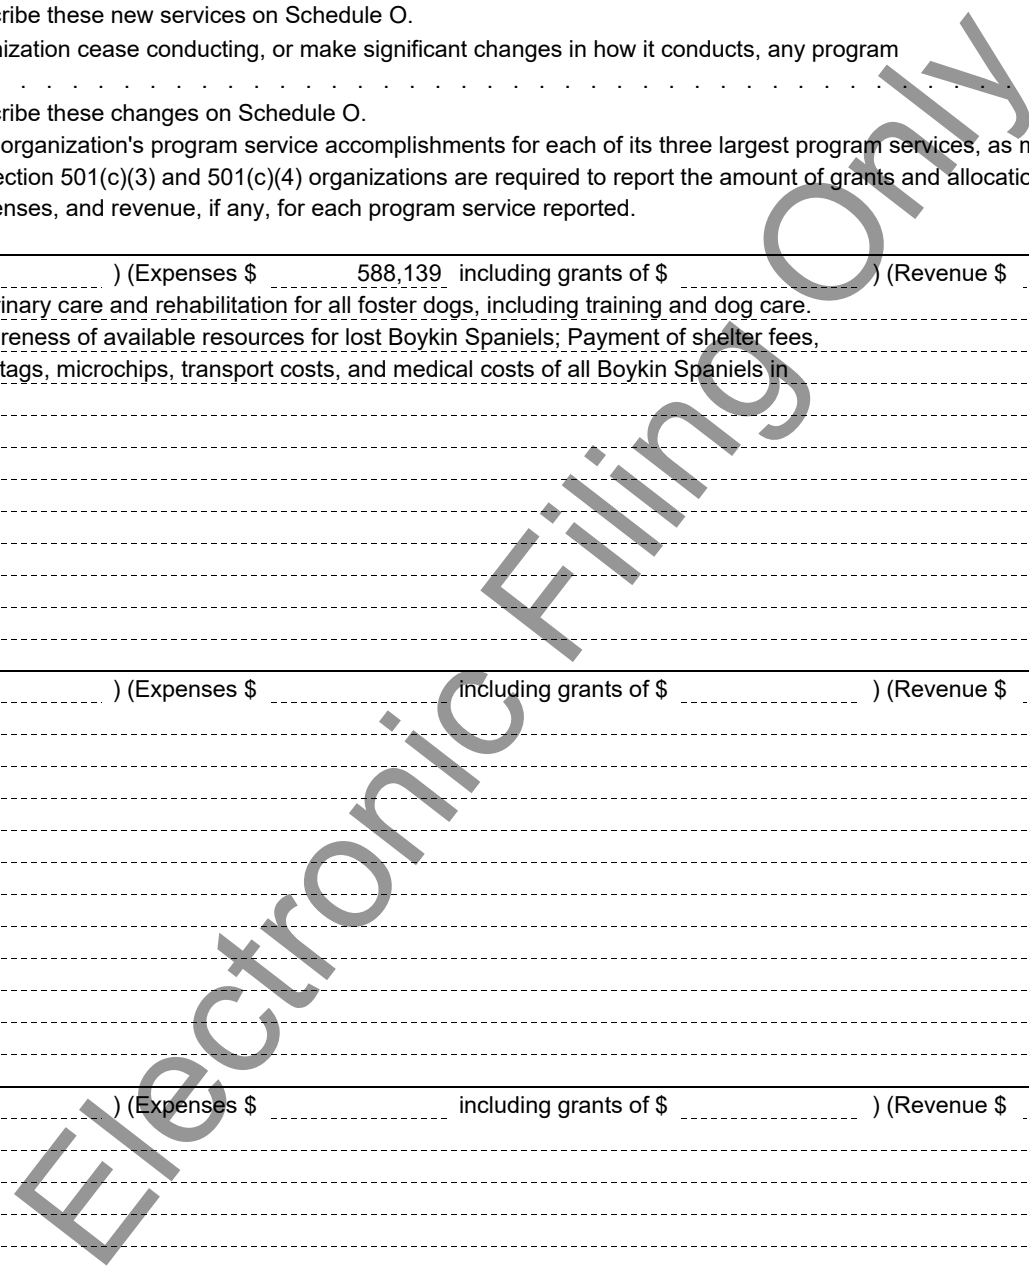 cribe these new services on Schedule O.
nization cease conducting, or make significant changes in how it conducts, any program
. . . . . . . . . . . . . . . . . . . . . . . . . . . . . . . . . . . . . . .
cribe these changes on Schedule O.
organization's program service accomplishments for each of its three largest program services, as m
ection 501(c)(3) and 501(c)(4) organizations are required to report the amount of grants and allocatio
enses, and revenue, if any, for each program service reported.
) (Expenses $ 588,139 including grants of $ ) (Revenue $
rinary care and rehabilitation for all foster dogs, including training and dog care.
reness of available resources for lost Boykin Spaniels; Payment of shelter fees,
tags, microchips, transport costs, and medical costs of all Boykin Spaniels in
) (Expenses $ including grants of $ ) (Revenue $
) (Expenses $ including grants of $ ) (Revenue $
Electronic Filing Only